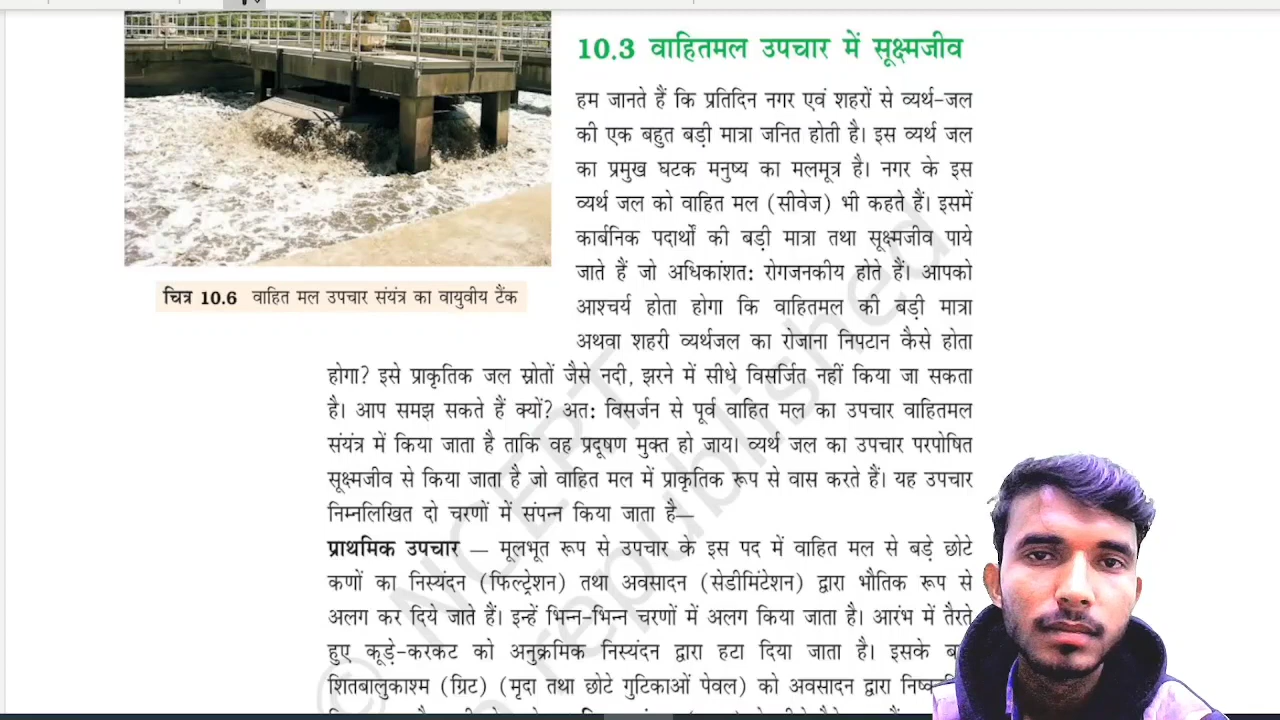 10.3 वाहितमल उपचार में सूक्ष्मजीव
हम जानते हैं कि प्रतिदिन नगर एवं शहरों से व्यर्थ-जल
की एक बहुत बड़ी मात्रा जनित होती है। इस व्यर्थ जल
का प्रमुख घटक मनुष्य का मलमूत्र है। नगर के इस
व्यर्थ जल को वाहित मल (सीवेज) भी कहते हैं। इसमें
कार्बनिक पदार्थों की बड़ी मात्रा तथा सूक्ष्मजीव पाये
जाते हैं जो अधिकांशत: रोगजनकीय होते हैं। आपको
आश्चर्य होता होगा कि वाहितमल की बड़ी मात्रा
अथवा शहरी व्यर्थजल का रोजाना निपटान कैसे होता
चित्र 10.6 वाहित मल उपचार संयंत्र का वायुवीय टैंक
होगा? इसे प्राकृतिक जल स्रोतों जैसे नदी, झरने में सीधे विसर्जित नहीं किया जा सकता
है। आप समझ सकते हैं क्यों? अत: विसर्जन से पूर्व वाहित मल का उपचार वाहितमल
संयंत्र में किया जाता है ताकि वह प्रदूषण मुक्त हो जाय। व्यर्थ जल का उपचार परपोषित
सूक्ष्मजीव से किया जाता है जो वाहित मल में प्राकृतिक रूप से वास करते हैं। यह उपचार
निम्नलिखित दो चरणों में संपन्न किया जाता है—
प्राथमिक उपचार — मूलभूत रूप से उपचार के इस पद में वाहित मल से बड़े छोटे
कणों का निस्यंदन (फिल्ट्रेशन) तथा अवसादन (सेडीमिंटेशन) द्वारा भौतिक रूप से
अलग कर दिये जाते हैं। इन्हें भिन्न-भिन्न चरणों में अलग किया जाता है। आरंभ में तैरते
हुए कूड़े-करकट को अनुक्रमिक निस्यंदन द्वारा हटा दिया जाता है। इसके
शितबालुकाश्म (ग्रिट) (मृदा तथा छोटे गुटिकाओं पेवल) को अवसादन द्वारा
© NCERT
republished